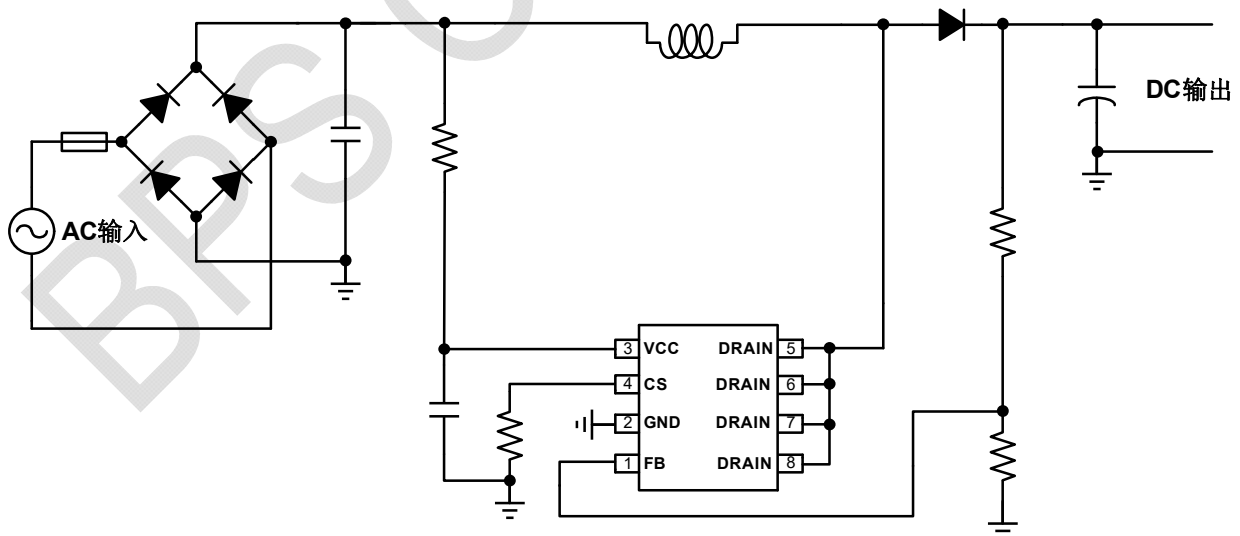 BPS C
DC输出
AC输入
3 VCC DRAIN 5
4 CS DRAIN 6
2 GND DRAIN 7
1 FB DRAIN 8